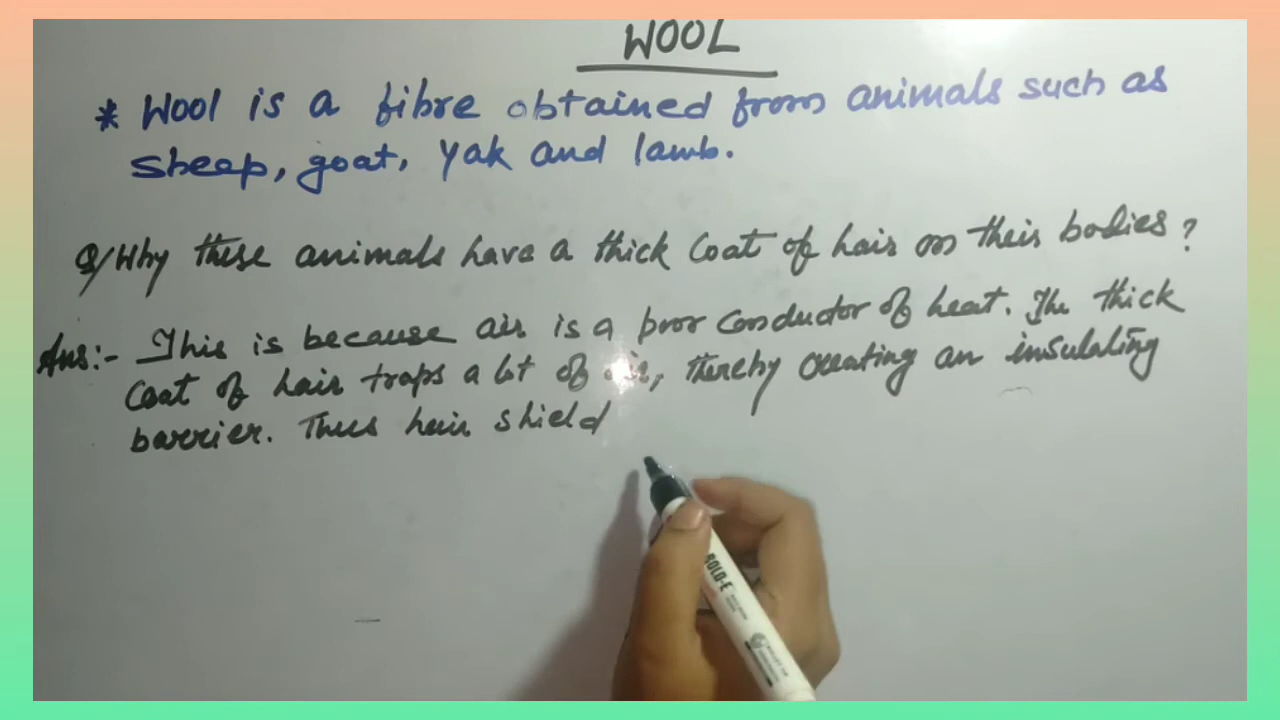 WOOL
* Wool is a fibre obtained from animals such as
sheep, goat, yak and lamb.
Q/Why these animals have a thick coat of hair on their bodies?
Ans:- This is because air is a poor conductor of heat. The thick
coat of hair traps a lot of air, thereby creating an insulating
barrier. Thus hair shield
BOLD-E